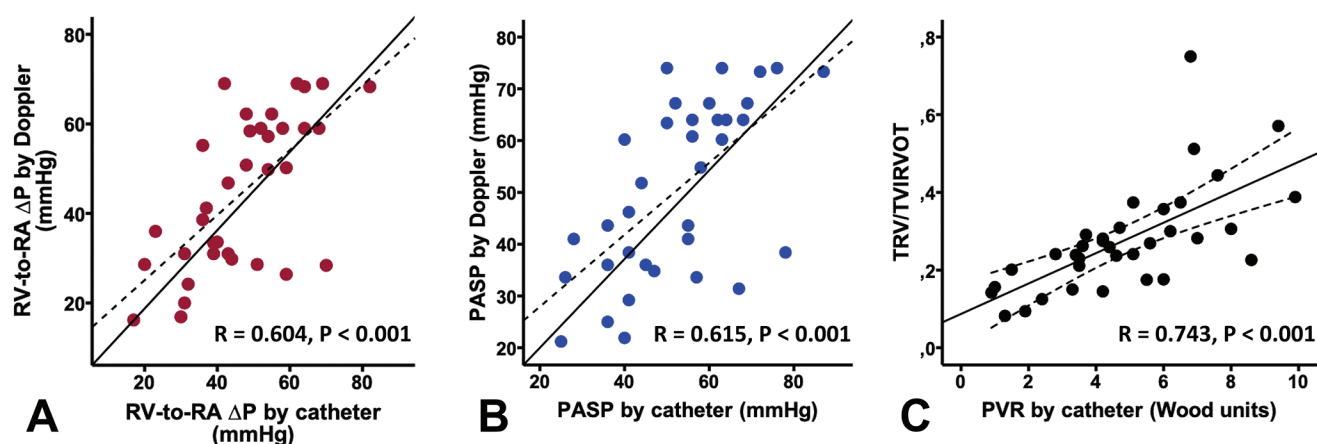 RV-to-RA ΔP by Doppler
(mmHg)
80
60
40
20
R = 0.604, P < 0.001
20
40
60
80
RV-to-RA ΔP by catheter
(mmHg)
A
PASP by Doppler (mmHg)
80
70
60
50
40
30
20
R = 0.615, P < 0.001
20
40
60
80
PASP by catheter (mmHg)
B
TRV/TVIRVOT
,8
,6
,4
,2
,0
R = 0.743, P < 0.001
0
2
4
6
8
10
PVR by catheter (Wood units)
C